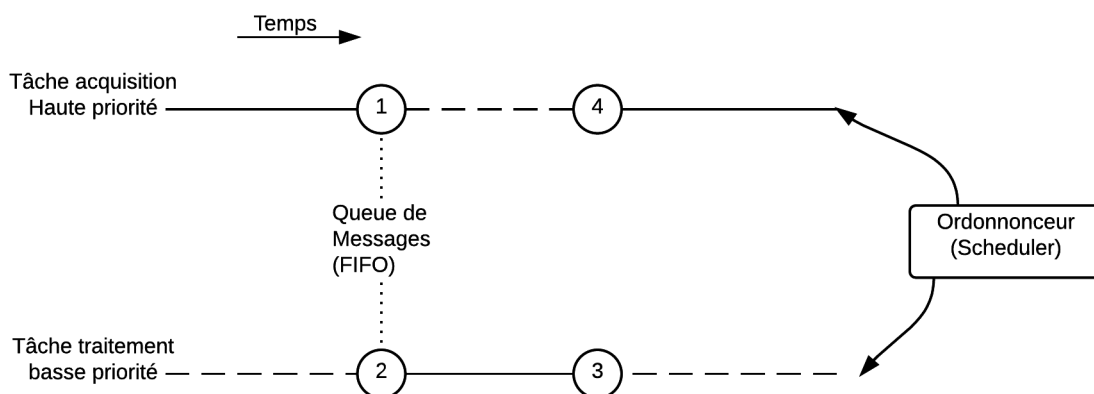 Temps
Tâche acquisition
Haute priorité
1
4
Queue de
Messages
(FIFO)
Ordonnonceur
(Scheduler)
Tâche traitement
basse priorité
2
3